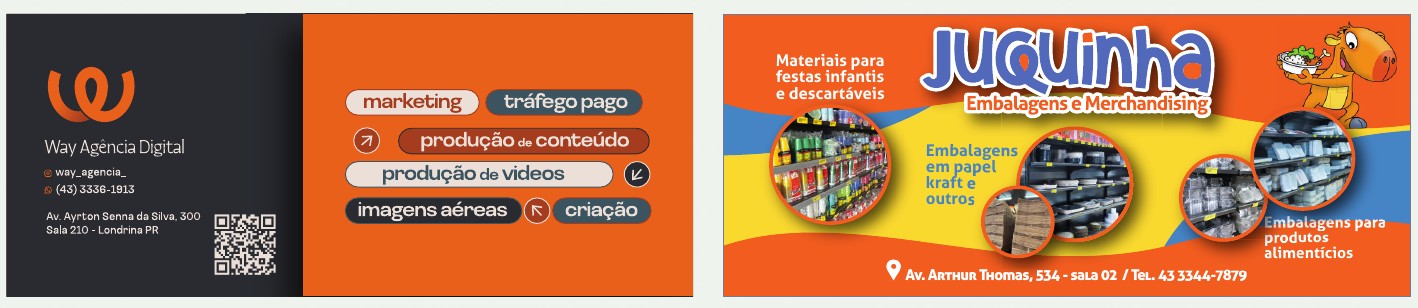 Way Agência Digital
way_agencia_
(43) 3336-1913
Av. Ayrton Senna da Silva, 300
Sala 210 - Londrina PR
marketing
tráfego pago
produção de conteúdo
produção de videos
imagens aéreas
criação
Materiais para
festas infantis
e descartáveis
Juquinha
Embalagens e Merchandising
Embalagens
em papel
kraft e
outros
Embalagens para
produtos
alimentícios
Av. Arthur Thomas, 534 - sala 02 / Tel. 43 3344-7879